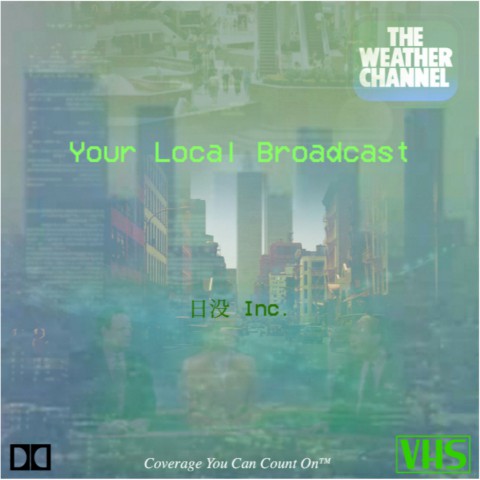 THE
WEATHER
CHANNEL
Your Local Broadcast
日没 Inc.
Coverage You Can Count On™
VHS